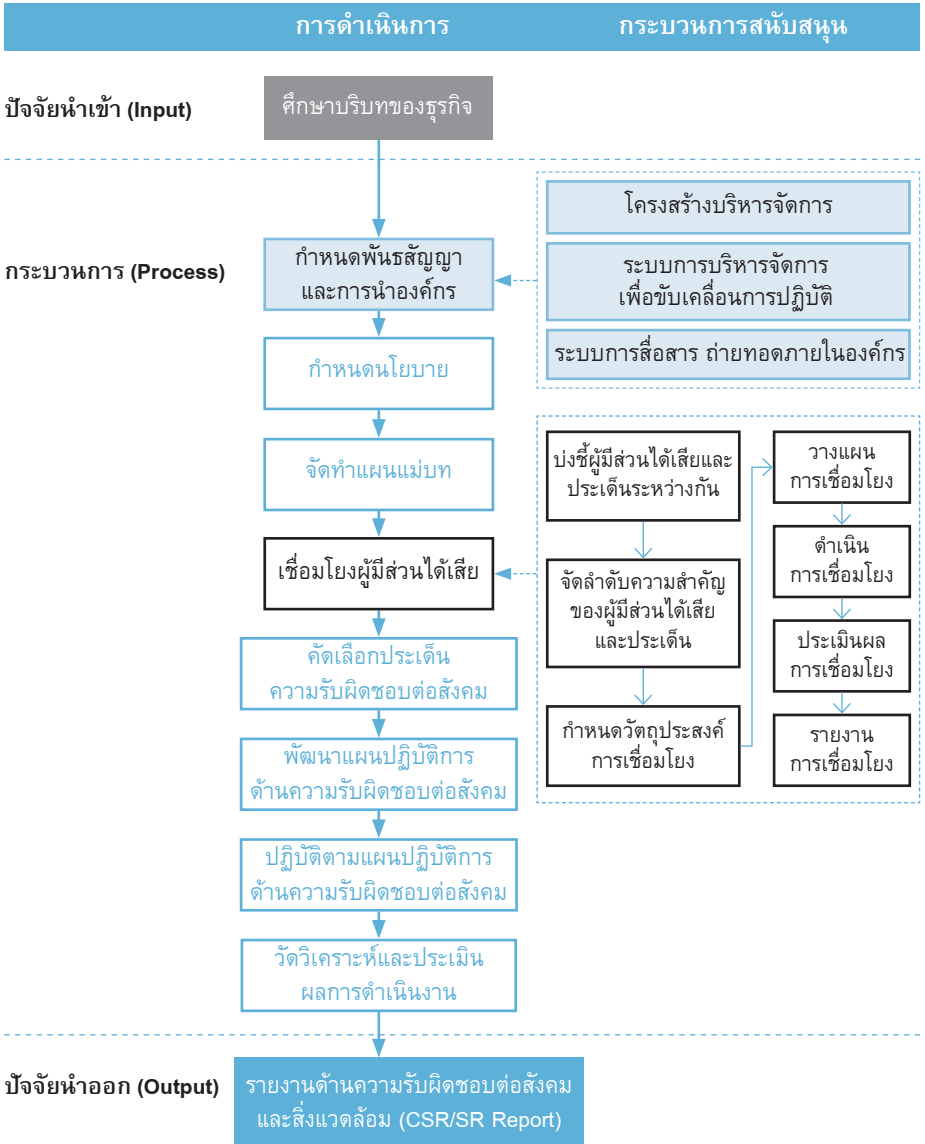 การดำเนินการ
กระบวนการสนับสนุน
ปัจจัยนำเข้า (Input)
ศึกษาบริบทของธุรกิจ
กระบวนการ (Process)
กำหนดพันธสัญญา
และการนำองค์กร
กำหนดนโยบาย
จัดทำแผนแม่บท
เชื่อมโยงผู้มีส่วนได้เสีย
คัดเลือกประเด็น
ความรับผิดชอบต่อสังคม
พัฒนาแผนปฏิบัติการ
ด้านความรับผิดชอบต่อสังคม
ปฏิบัติตามแผนปฏิบัติการ
ด้านความรับผิดชอบต่อสังคม
วัดวิเคราะห์และประเมิน
ผลการดำเนินงาน
โครงสร้างบริหารจัดการ
ระบบการบริหารจัดการ
เพื่อขับเคลื่อนการปฏิบัติ
ระบบการสื่อสาร ถ่ายทอดภายในองค์กร
บ่งชี้ผู้มีส่วนได้เสียและ
ประเด็นระหว่างกัน
จัดลำดับความสำคัญ
ของผู้มีส่วนได้เสีย
และประเด็น
กำหนดวัตถุประสงค์
การเชื่อมโยง
วางแผน
การเชื่อมโยง
ดำเนิน
การเชื่อมโยง
ประเมินผล
การเชื่อมโยง
รายงาน
การเชื่อมโยง
ปัจจัยนำออก (Output)
รายงานด้านความรับผิดชอบต่อสังคม
และสิ่งแวดล้อม (CSR/SR Report)